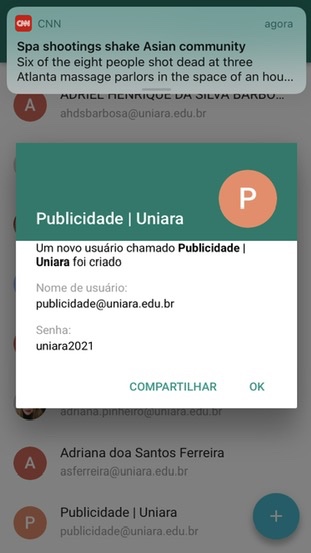 CNN
CNN
agora
Spa shootings shake Asian community
Six of the eight people shot dead at three
Atlanta massage parlors in the space of an hou...
A
ADRIEL HENRIQUE DA SILVA BARBO...
ahdsbarbosa@uniara.edu.br
P
Publicidade | Uniara
Um novo usuário chamado Publicidade |
Uniara foi criado
Nome de usuário:
publicidade@uniara.edu.br
Senha:
uniara2021
COMPARTILHAR
OK
adriana.pinheiro@uniara.edu.br
A
Adriana doa Santos Ferreira
asferreira@uniara.edu.br
P
Publicidade | Uniara
publicidade@uniara.edu.br
+